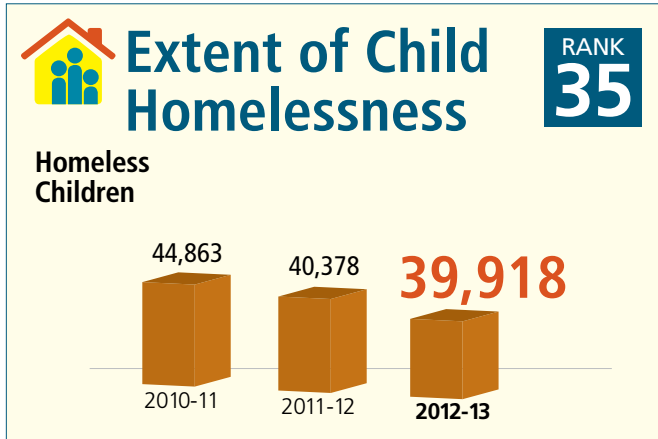 Extent of Child
Homelessness
RANK
35
Homeless
Children
44,863
40,378
39,918
2010-11
2011-12
2012-13